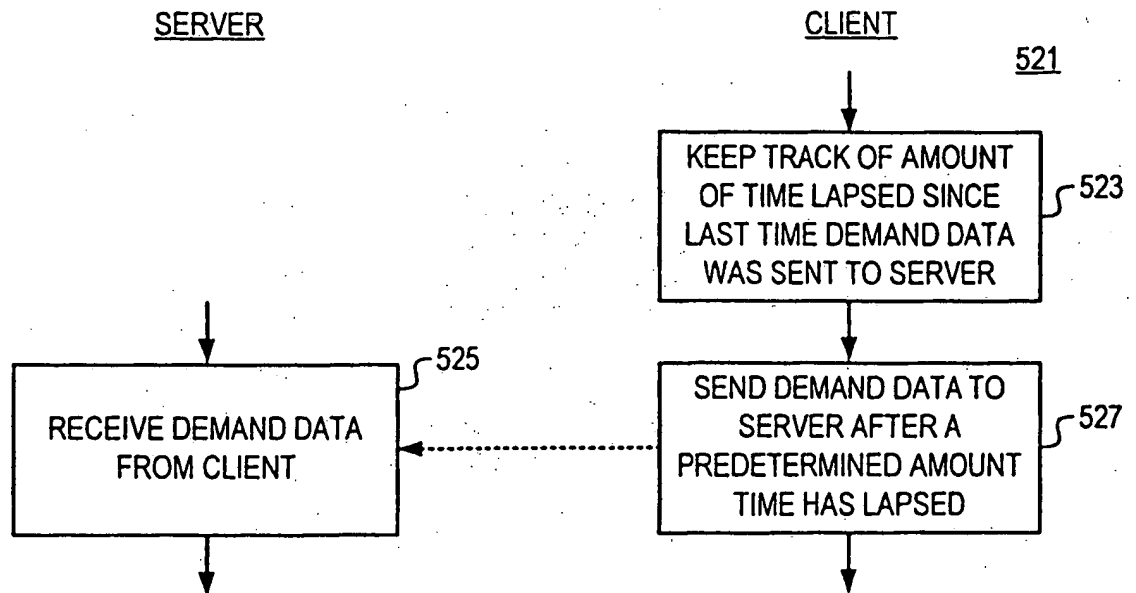 SERVER
CLIENT
521
KEEP TRACK OF AMOUNT
OF TIME LAPSED SINCE
LAST TIME DEMAND DATA
WAS SENT TO SERVER
523
525
RECEIVE DEMAND DATA
FROM CLIENT
SEND DEMAND DATA TO
SERVER AFTER A
PREDETERMINED AMOUNT
TIME HAS LAPSED
527